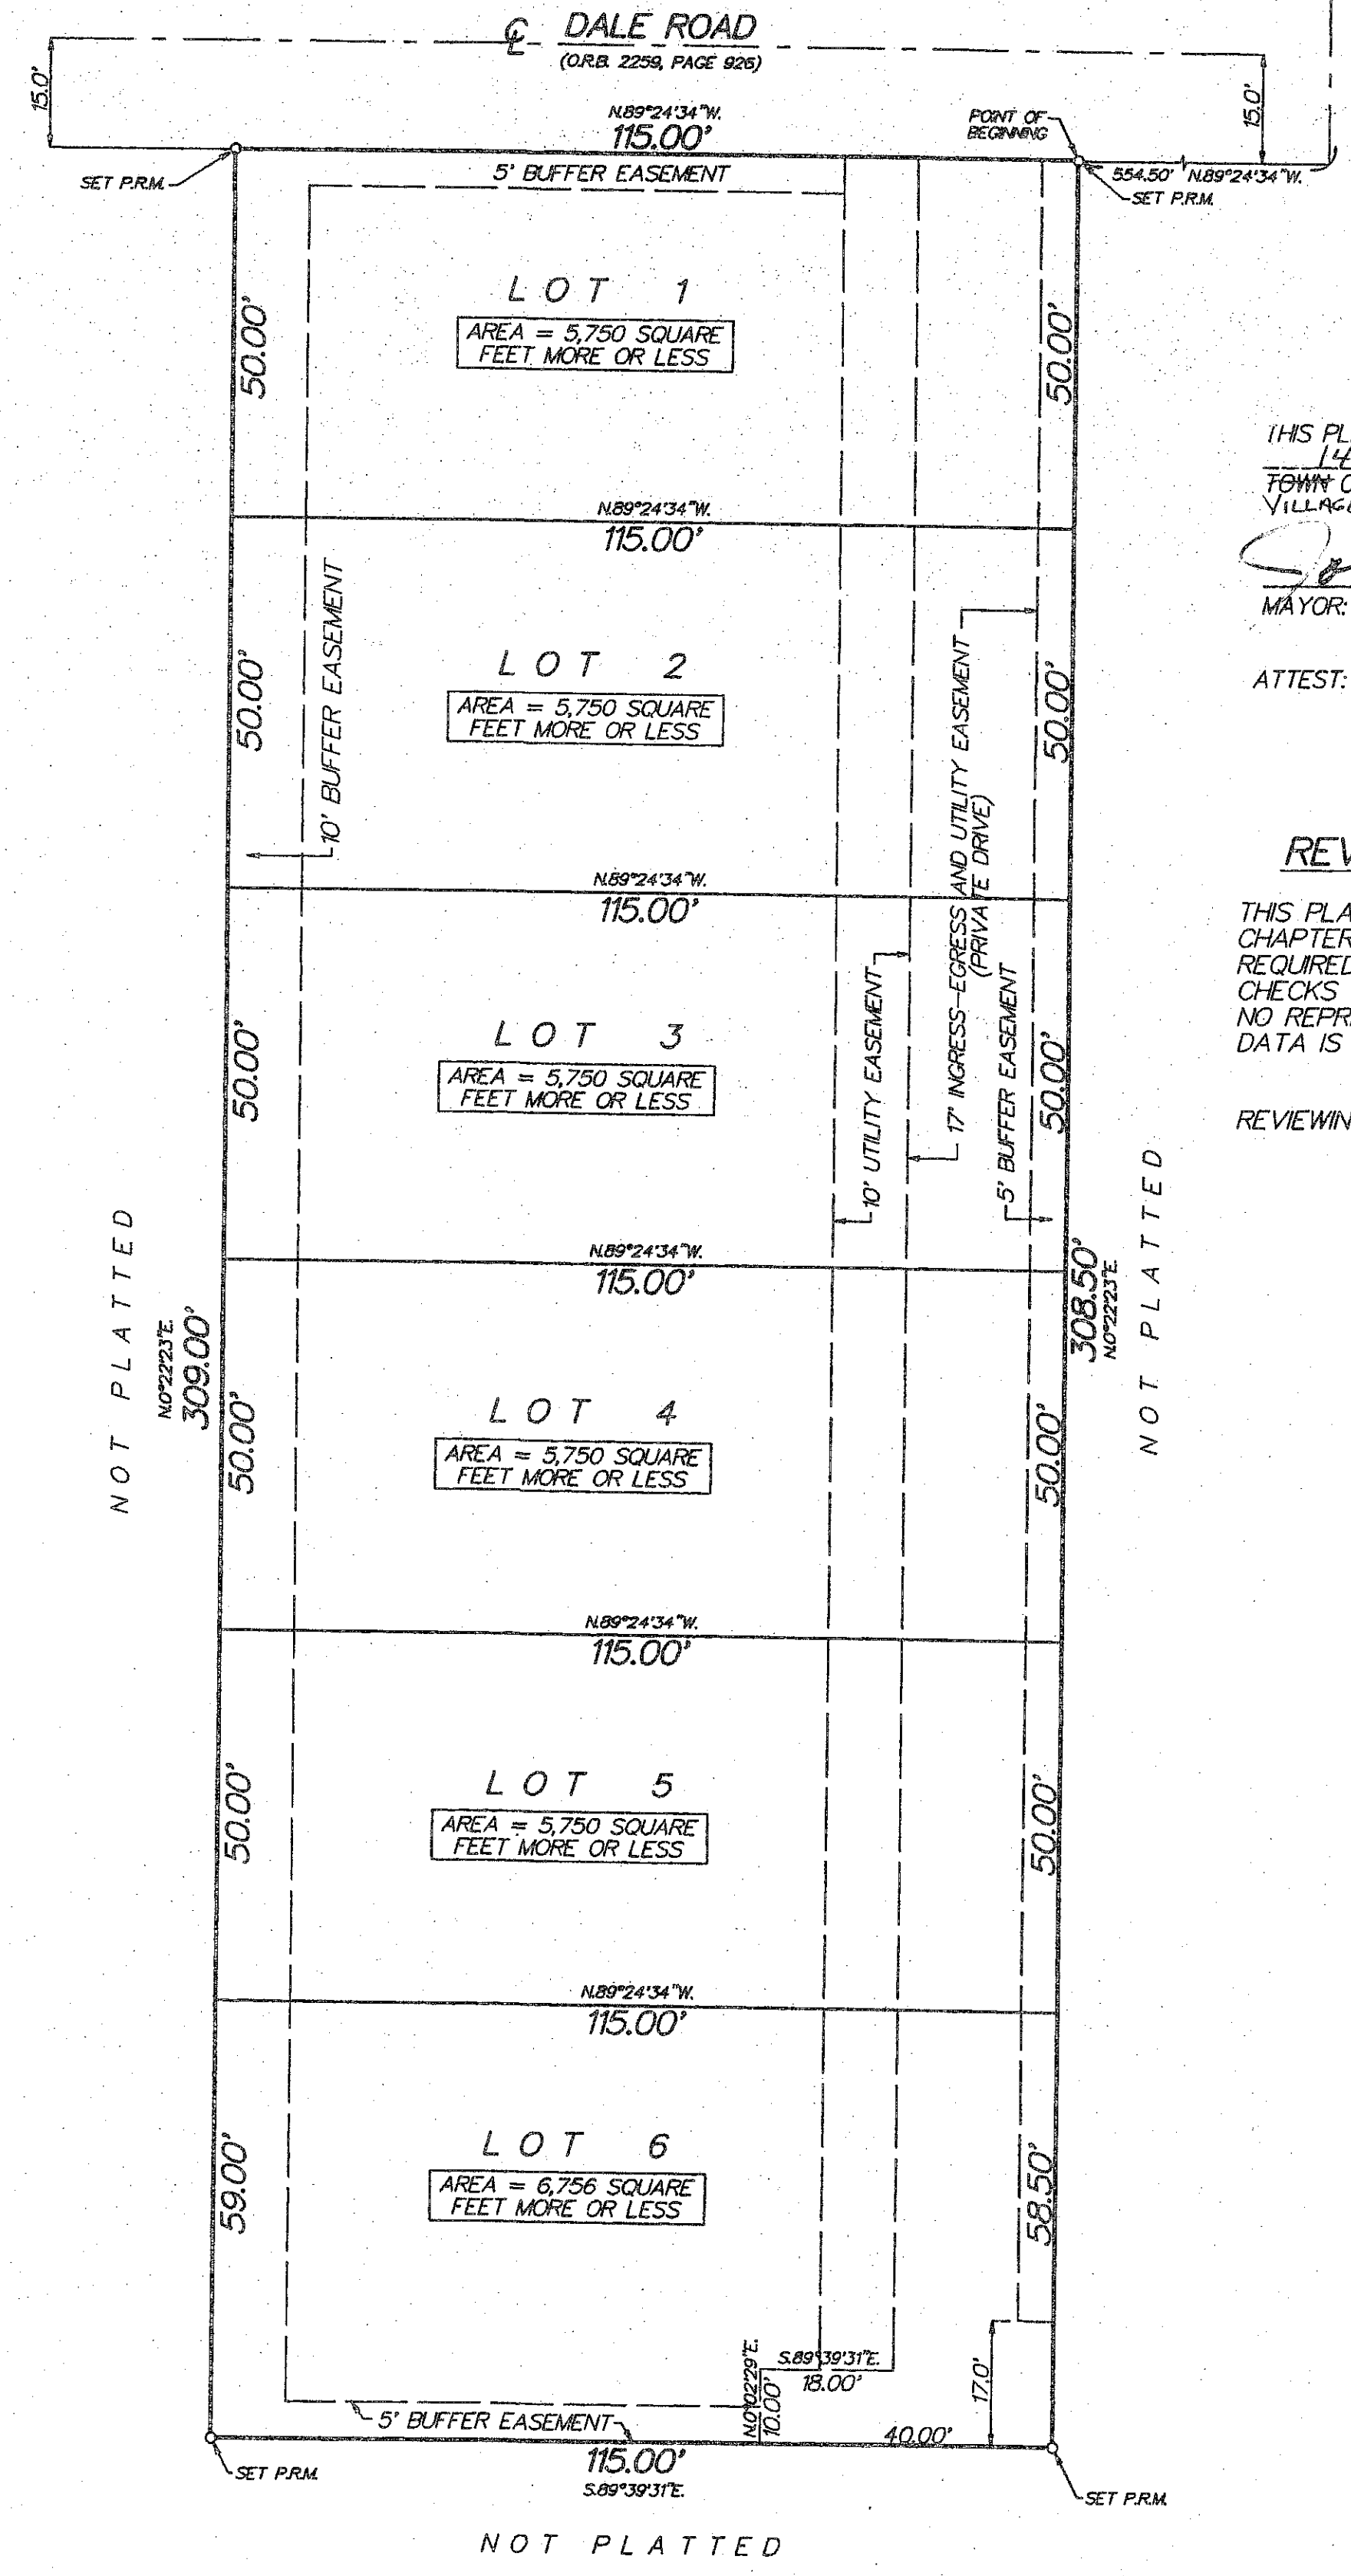 ℄ DALE ROAD
(O.R.B. 2259, PAGE 926)
15.0'
15.0'
N.89°24'34"W.
115.00'
POINT OF
BEGINNING
554.50' N.89°24'34"W.
SET P.R.M.
SET P.R.M.
5' BUFFER EASEMENT
LOT 1
AREA = 5,750 SQUARE
FEET MORE OR LESS
50.00'
50.00'
N.89°24'34"W.
115.00'
THIS PL
14
TOWN O
VILLAGE
MAYOR:
ATTEST:
LOT 2
AREA = 5,750 SQUARE
FEET MORE OR LESS
50.00'
50.00'
10' BUFFER EASEMENT
17' INGRESS-EGRESS AND UTILITY EASEMENT
(PRIVATE DRIVE)
N.89°24'34"W.
115.00'
REV
THIS PLA
CHAPTER
REQUIRED
CHECKS
NO REPR
DATA IS
REVIEWIN
LOT 3
AREA = 5,750 SQUARE
FEET MORE OR LESS
50.00'
50.00'
10' UTILITY EASEMENT
5' BUFFER EASEMENT
N.89°24'34"W.
115.00'
NOT PLATTED
N.0°22'23"E.
309.00'
308.50'
N.0°22'23"E.
NOT PLATTED
LOT 4
AREA = 5,750 SQUARE
FEET MORE OR LESS
50.00'
50.00'
N.89°24'34"W.
115.00'
LOT 5
AREA = 5,750 SQUARE
FEET MORE OR LESS
50.00'
50.00'
N.89°24'34"W.
115.00'
LOT 6
AREA = 6,756 SQUARE
FEET MORE OR LESS
59.00'
58.50'
N.0°02'29"E.
10.00'
S.89°39'31"E.
18.00'
17.0'
5' BUFFER EASEMENT
40.00'
115.00'
S.89°39'31"E.
SET P.R.M.
SET P.R.M.
NOT PLATTED